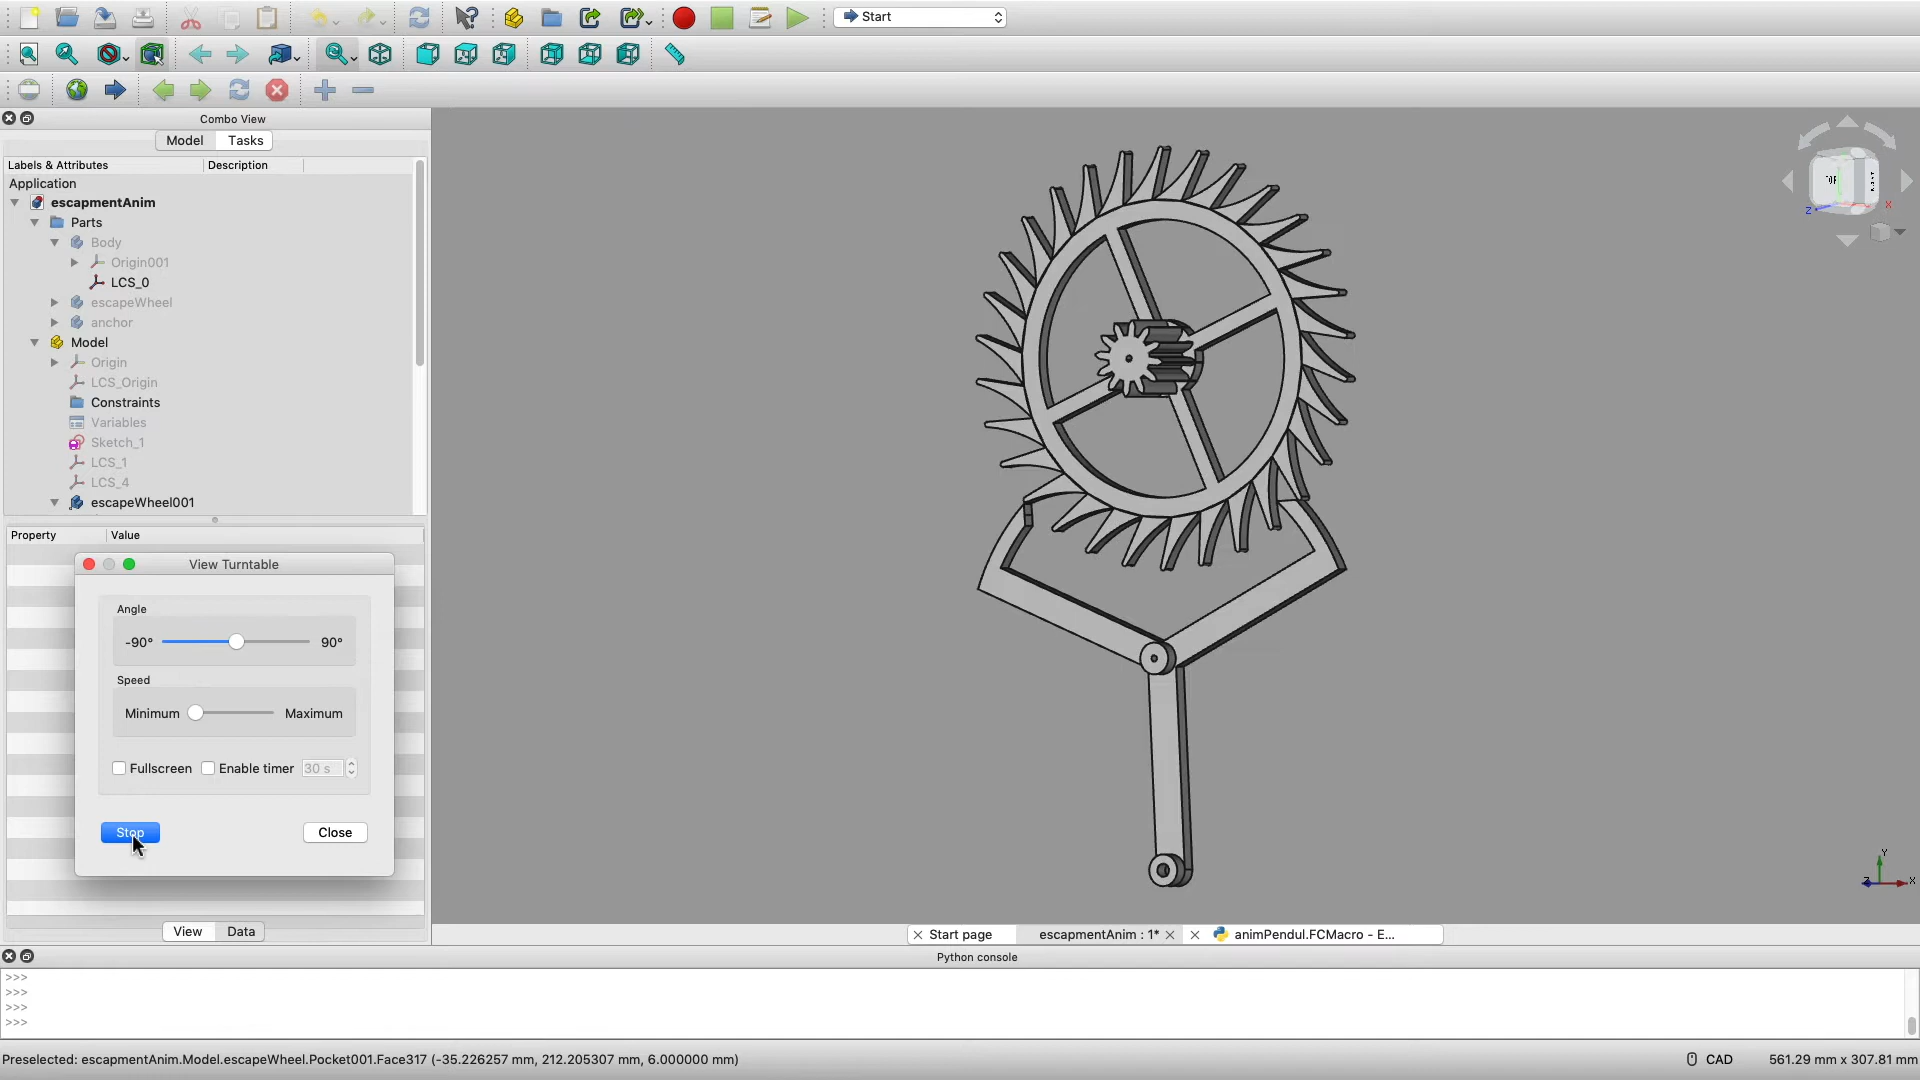 Start
Combo View
Model
Tasks
Labels & Attributes
Description
Application
escapmentAnim
Parts
Body
Origin001
LCS_0
escapeWheel
anchor
Model
Origin
LCS_Origin
Constraints
Variables
Sketch_1
LCS_1
LCS_4
escapeWheel001
Property
Value
View Turntable
Angle
-90°
90°
Speed
Minimum
Maximum
Fullscreen
Enable timer
30 s
Stop
Close
View
Data
Z
X
Y
Z
X
Start page
escapmentAnim : 1*
animPendul.FCMacro - E...
Python console
>>>
>>>
>>>
>>>
Preselected: escapmentAnim.Model.escapeWheel.Pocket001.Face317 (-35.226257 mm, 212.205307 mm, 6.000000 mm)
CAD
561.29 mm x 307.81 mm